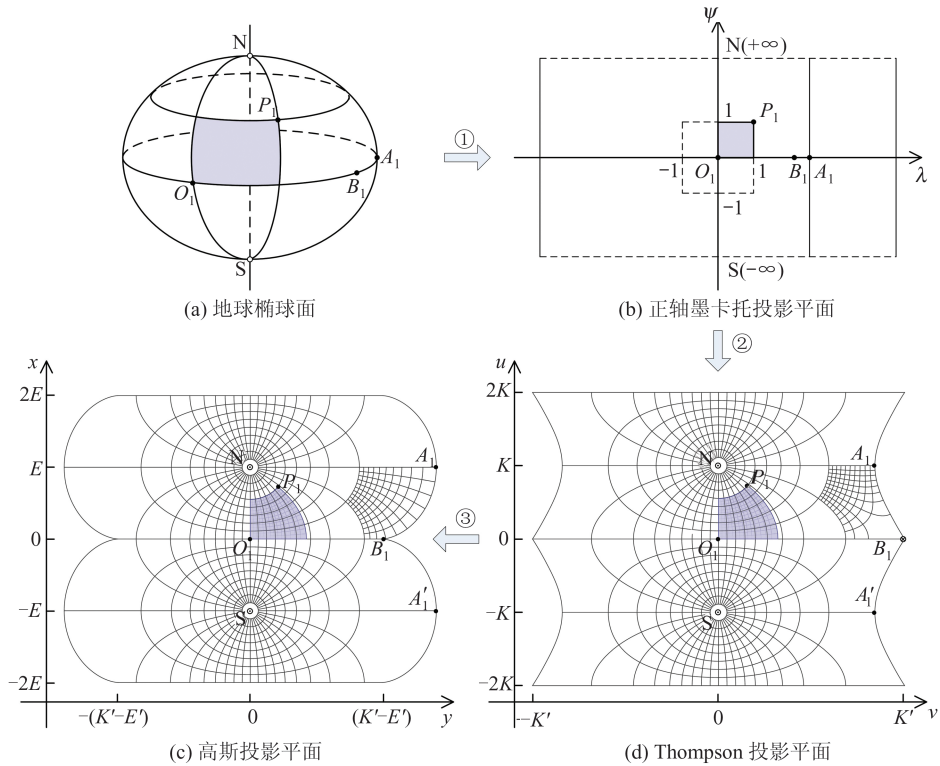 N
P₁
A₁
B₁
O₁
S
(a) 地球椭球面
①
ψ
N(+∞)
1
P₁
−1
O₁
1
B₁
A₁
λ
−1
S(−∞)
(b) 正轴墨卡托投影平面
②
x
2E
E
0
−E
−2E
N
P₁
A₁
O
B₁
A₁′
S
−(K′−E′)
0
(K′−E′)
y
(c) 高斯投影平面
③
u
2K
K
0
−K
−2K
N
P₁
A₁
O₁
B₁
A₁′
S
−K′
0
K′
v
(d) Thompson 投影平面